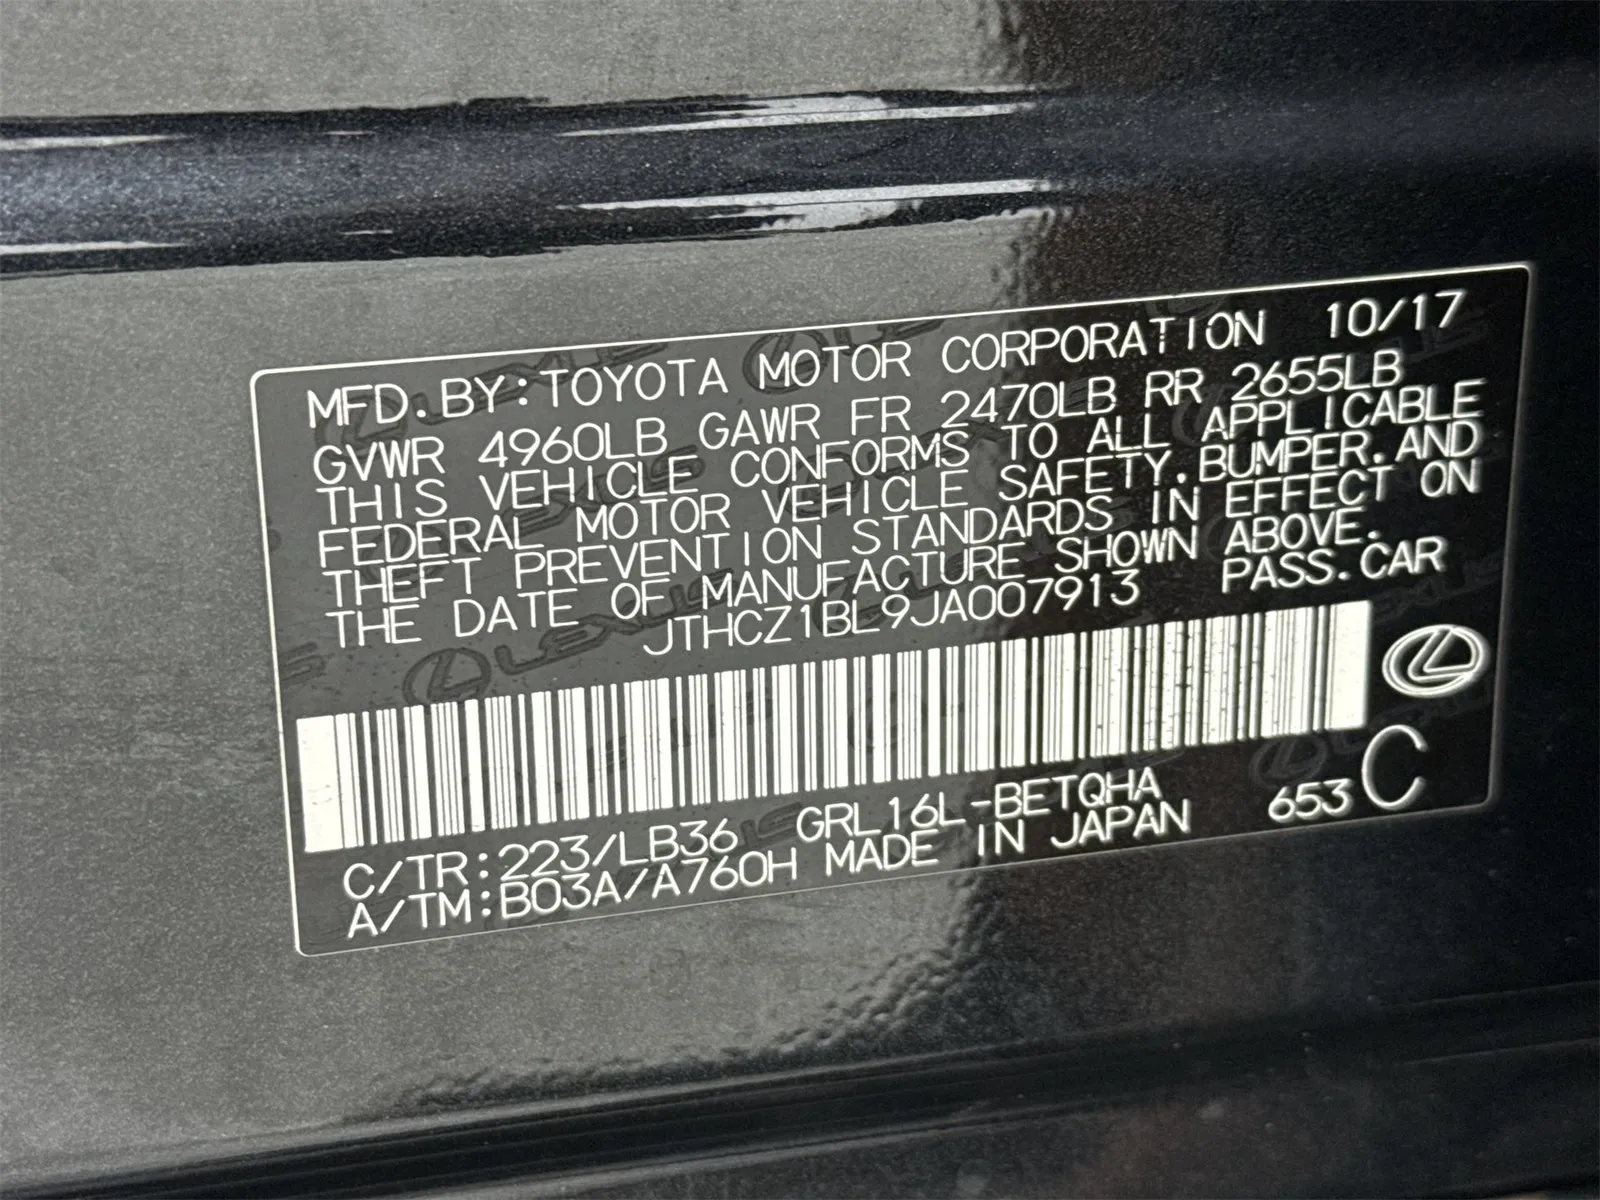 MFD.BY:TOYOTA MOTOR CORPORATION 10/17
GVWR 4960LB GAWR FR 2470LB RR 2655LB
THIS VEHICLE CONFORMS TO ALL APPLICABLE
FEDERAL MOTOR VEHICLE SAFETY.BUMPER.AND
THEFT PREVENTION STANDARDS IN EFFECT ON
THE DATE OF MANUFACTURE SHOWN ABOVE.
JTHCZ1BL9JA007913 PASS.CAR
C/TR:223/LB36 GRL16L-BETQHA 653 C
A/TM:B03A/A760H MADE IN JAPAN